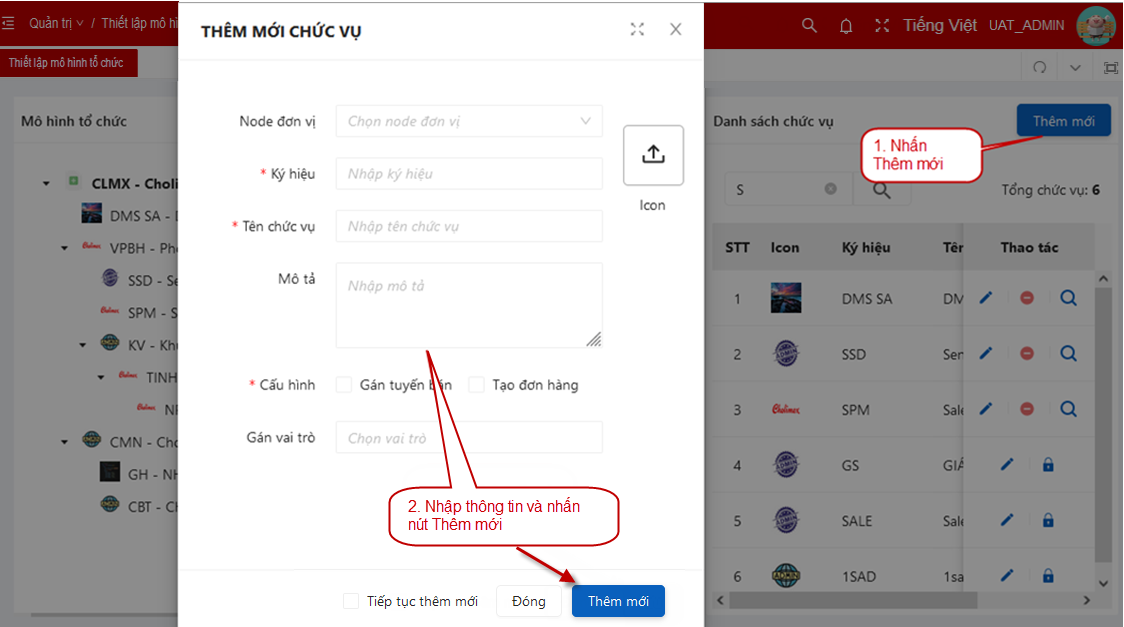 Quản trị / Thiết lập mô hì
Tiếng Việt UAT_ADMIN
Thiết lập mô hình tổ chức
THÊM MỚI CHỨC VỤ
Mô hình tổ chức
CLMX - Choli
DMS SA - D
VPBH - Ph
SSD - Se
SPM - S
KV - Kh
TINH
NP
CMN - Cho
GH - NH
CBT - Ch
Node đơn vị Chọn node đơn vị
* Ký hiệu Nhập ký hiệu
* Tên chức vụ Nhập tên chức vụ
Icon
Mô tả Nhập mô tả
* Cấu hình Gán tuyến bán Tạo đơn hàng
Gán vai trò Chọn vai trò
2. Nhập thông tin và nhấn
nút Thêm mới
Tiếp tục thêm mới Đóng Thêm mới
Danh sách chức vụ Thêm mới
1. Nhấn
Thêm mới
S Tổng chức vụ: 6
STT Icon Ký hiệu Tên Thao tác
1 DMS SA DM
2 SSD Sen
3 Cholimex SPM Sale
4 GS GIÁ
5 SALE Sale
6 1SAD 1sa